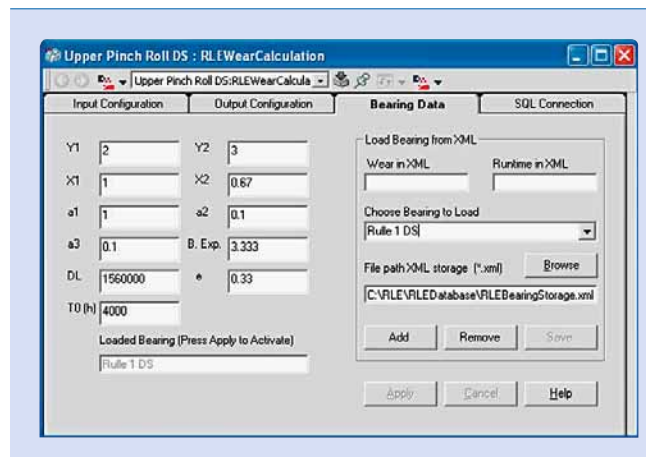 Upper Pinch Roll DS : RLEWearCalculation
Upper Pinch Roll DS:RLEWearCalcula
Input Configuration Output Configuration Bearing Data SQL Connection
Y1 2 Y2 3
X1 1 X2 0.67
a1 1 a2 0.1
a3 0.1 B. Exp. 3.333
DL 1560000 e 0.33
T0 (h) 4000
Loaded Bearing (Press Apply to Activate)
Rulle 1 DS
Load Bearing from XML
Wear in XML Runtime in XML
Choose Bearing to Load
Rulle 1 DS
File path XML storage (*.xml) Browse
C:\RLE\RLEDatabase\RLEBearingStorage.xml
Add Remove Save
Apply Cancel Help